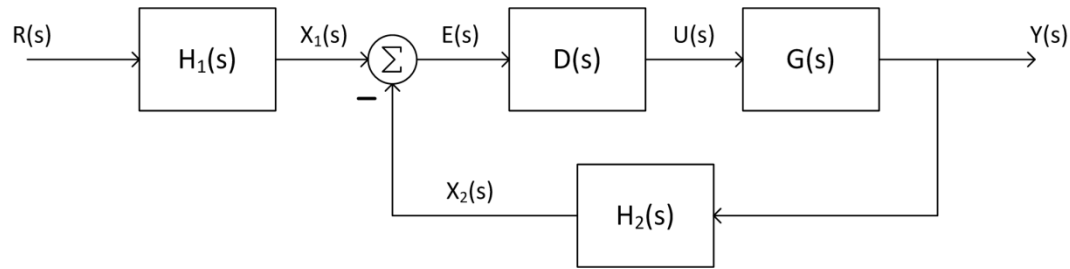 R(s) H₁(s) X₁(s) Σ E(s) D(s) U(s) G(s) Y(s)
−
X₂(s) H₂(s)